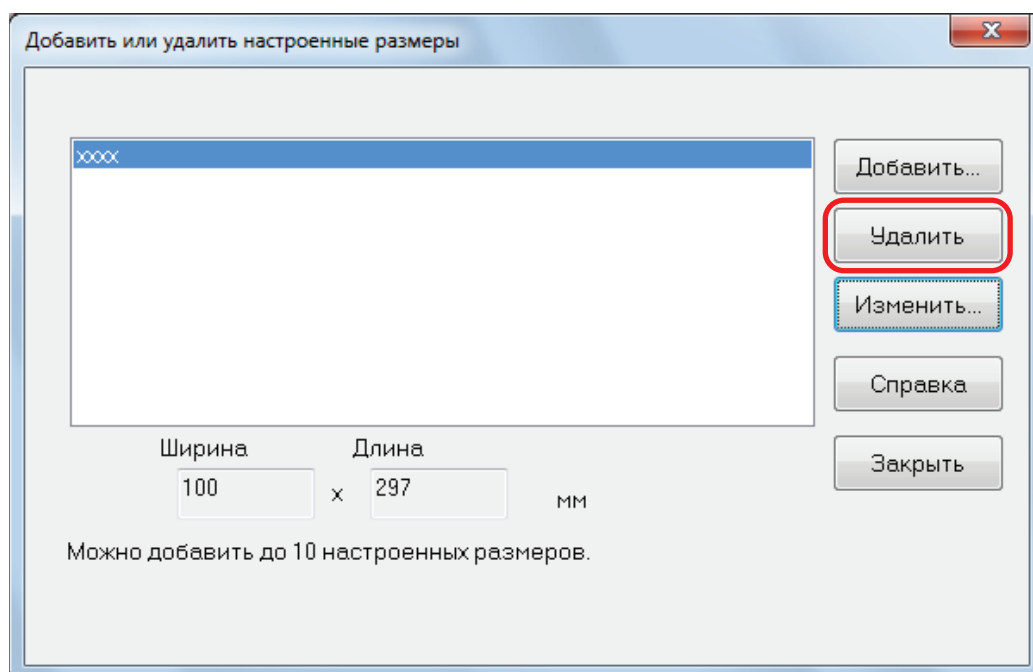 Добавить или удалить настроенные размеры
xxxx
Добавить...
Удалить
Изменить...
Справка
Закрыть
Ширина Длина
100 x 297 мм
Можно добавить до 10 настроенных размеров.